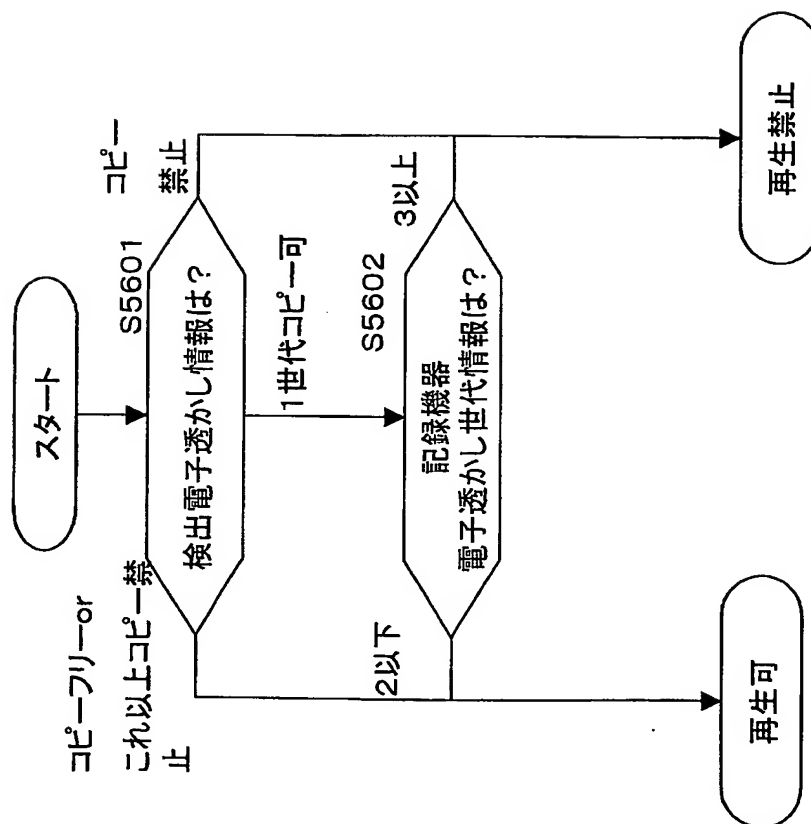 スタート
S5601
コピーフリーor
これ以上コピー禁
止
検出電子透かし情報は?
コピー
禁止
1世代コピー可
S5602
2以下
記録機器
電子透かし世代情報は?
3以上
再生可
再生禁止